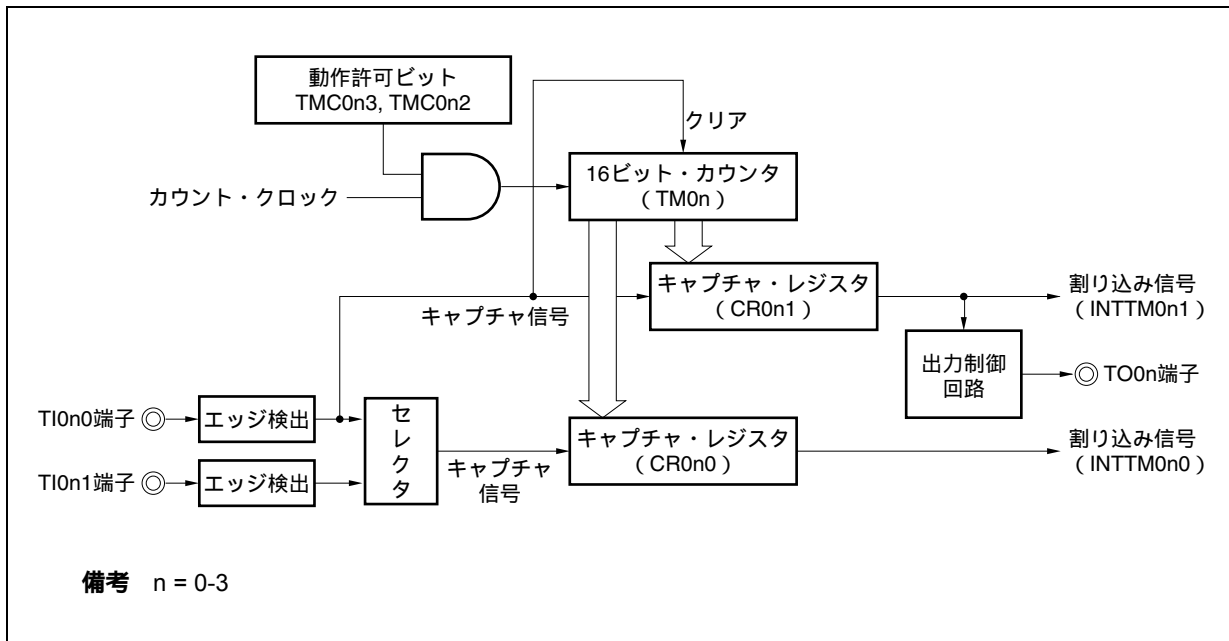 動作許可ビット
TMC0n3, TMC0n2
クリア
カウント・クロック
16ビット・カウンタ
（TM0n）
キャプチャ・レジスタ
（CR0n1）
割り込み信号
（INTTM0n1）
キャプチャ信号
出力制御
回路
TO0n端子
TI0n0端子
エッジ検出
セレクタ
キャプチャ・レジスタ
（CR0n0）
割り込み信号
（INTTM0n0）
キャプチャ
信号
TI0n1端子
エッジ検出
備考 n = 0-3